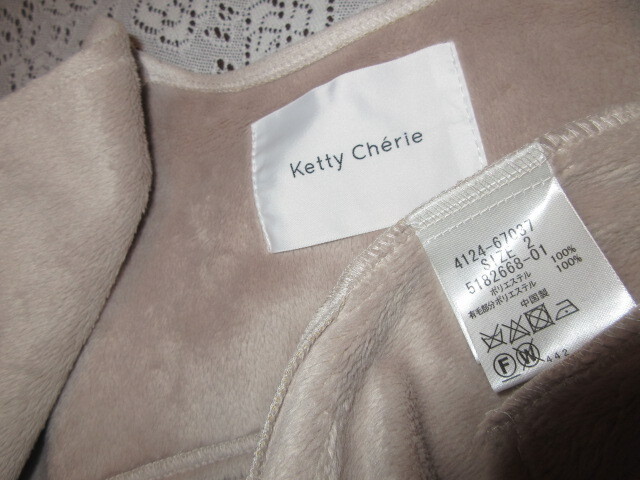 Ketty Chérie
4124-67037
SIZE 2
5182668-01
ポリエステル 100%
有毛部分ポリエステル 100%
中国製
F W
442